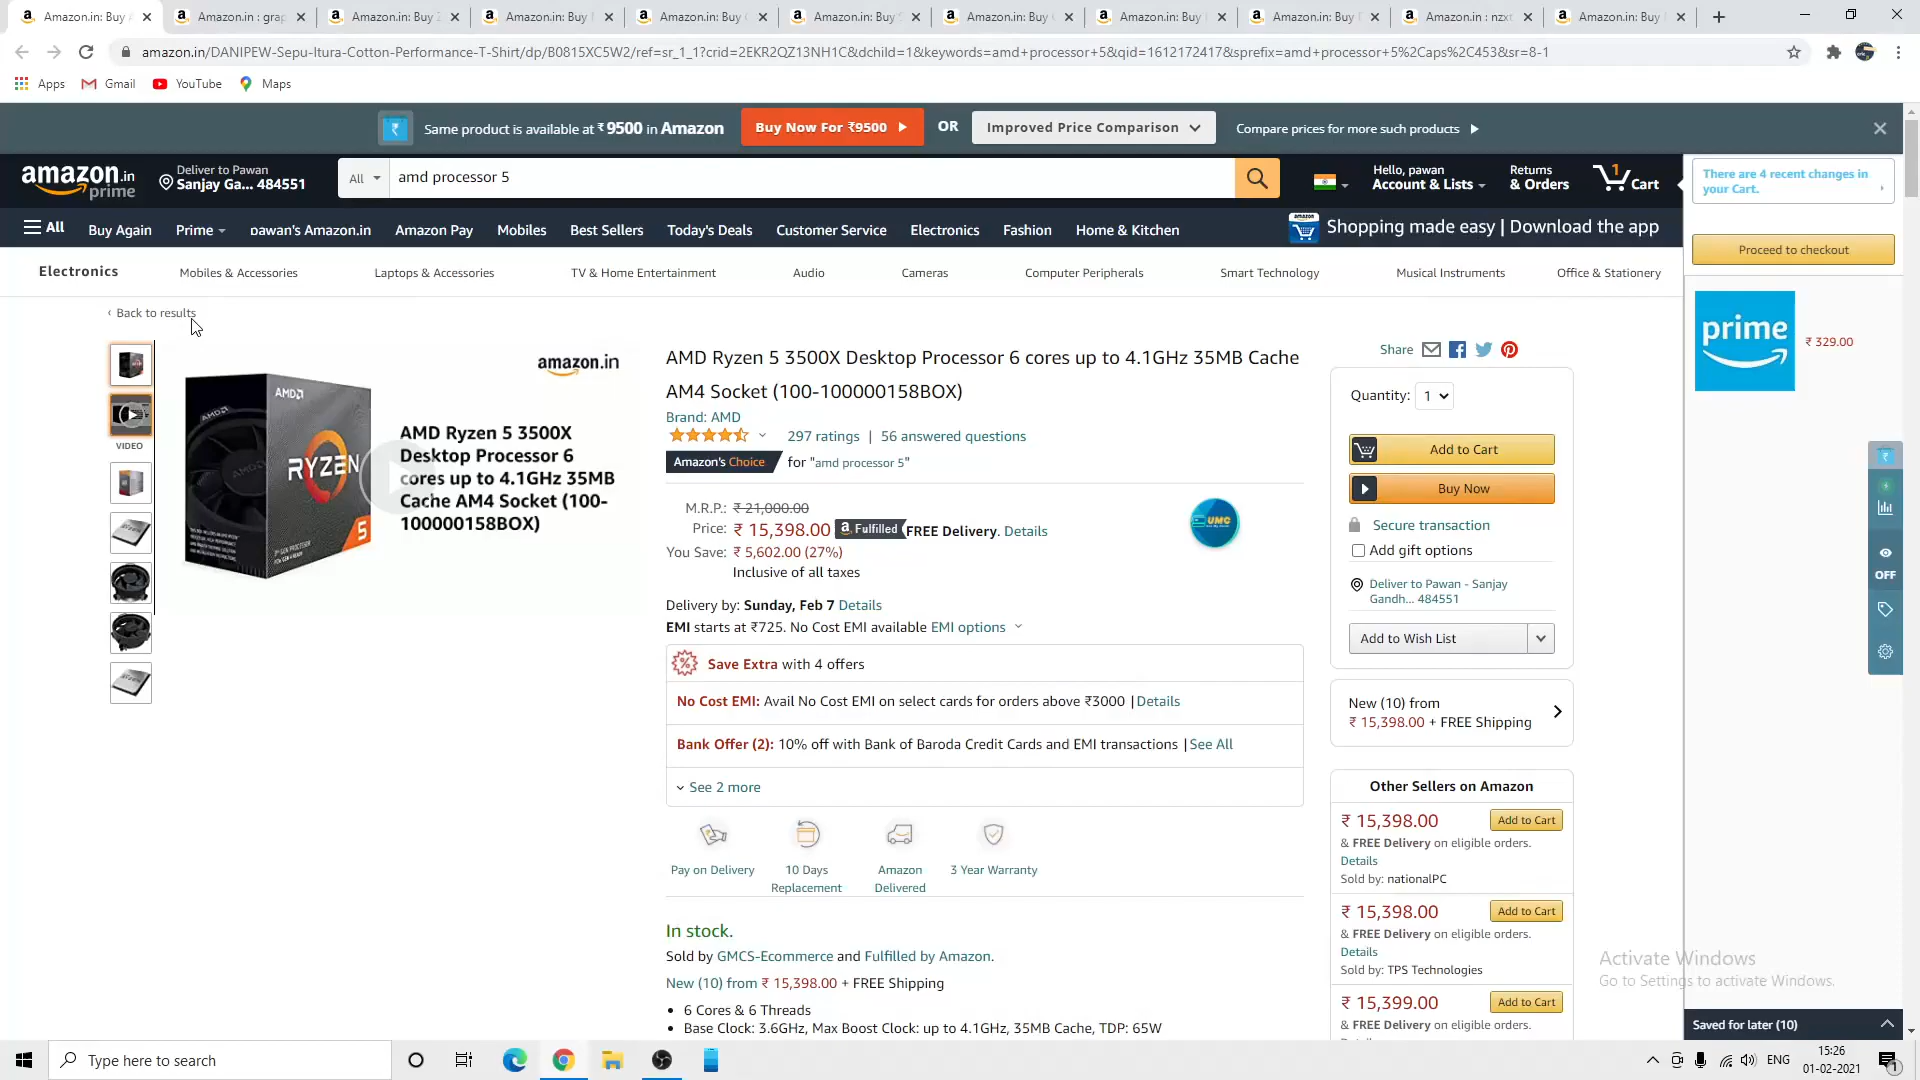 Amazon.in: Buy A
Amazon.in : grap
Amazon.in: Buy
Amazon.in: Buy
Amazon.in: Buy
Amazon.in: Buy
Amazon.in: Buy
Amazon.in: Buy
Amazon.in: Buy
Amazon.in : nzxt
Amazon.in: Buy
amazon.in/DANIPEW-Sepu-Itura-Cotton-Performance-T-Shirt/dp/B0815XC5W2/ref=sr_1_1?crid=2EKR2QZ13NH1C&dchild=1&keywords=amd+processor+5&qid=1612172417&sprefix=amd+processor+5%2Caps%2C453&sr=8-1
Apps Gmail YouTube Maps
Same product is available at ₹ 9500 in Amazon
Buy Now For ₹9500
OR
Improved Price Comparison
Compare prices for more such products
amazon.in
prime
Deliver to Pawan
Sanjay Ga... 484551
All
amd processor 5
Hello, pawan
Account & Lists
Returns
& Orders
1
Cart
There are 4 recent changes in
your Cart.
All
Buy Again
Prime
pawan's Amazon.in
Amazon Pay
Mobiles
Best Sellers
Today's Deals
Customer Service
Electronics
Fashion
Home & Kitchen
amazon
Shopping made easy | Download the app
Proceed to checkout
Electronics
Mobiles & Accessories
Laptops & Accessories
TV & Home Entertainment
Audio
Cameras
Computer Peripherals
Smart Technology
Musical Instruments
Office & Stationery
prime
₹ 329.00
‹ Back to results
VIDEO
amazon.in
AMD
AMD
RYZEN
5
AMD Ryzen 5 3500X
Desktop Processor 6
cores up to 4.1GHz 35MB
Cache AM4 Socket (100-
100000158BOX)
AMD Ryzen 5 3500X Desktop Processor 6 cores up to 4.1GHz 35MB Cache
AM4 Socket (100-100000158BOX)
Brand: AMD
297 ratings | 56 answered questions
Amazon's Choice for "amd processor 5"
M.R.P.: ₹ 21,000.00
Price: ₹ 15,398.00 a Fulfilled FREE Delivery. Details
You Save: ₹ 5,602.00 (27%)
Inclusive of all taxes
UMC
Delivery by: Sunday, Feb 7 Details
EMI starts at ₹725. No Cost EMI available EMI options
Save Extra with 4 offers
No Cost EMI: Avail No Cost EMI on select cards for orders above ₹3000 | Details
Bank Offer (2): 10% off with Bank of Baroda Credit Cards and EMI transactions | See All
See 2 more
Pay on Delivery
10 Days
Replacement
Amazon
Delivered
3 Year Warranty
In stock.
Sold by GMCS-Ecommerce and Fulfilled by Amazon.
New (10) from ₹ 15,398.00 + FREE Shipping
• 6 Cores & 6 Threads
• Base Clock: 3.6GHz, Max Boost Clock: up to 4.1GHz, 35MB Cache, TDP: 65W
Share
Quantity: 1
Add to Cart
Buy Now
Secure transaction
Add gift options
Deliver to Pawan - Sanjay
Gandh... 484551
Add to Wish List
New (10) from
₹ 15,398.00 + FREE Shipping
Other Sellers on Amazon
₹ 15,398.00 Add to Cart
& FREE Delivery on eligible orders.
Details
Sold by: nationalPC
₹ 15,398.00 Add to Cart
& FREE Delivery on eligible orders.
Details
Sold by: TPS Technologies
₹ 15,399.00 Add to Cart
& FREE Delivery on eligible orders.
OFF
Activate Windows
Go to Settings to activate Windows.
Saved for later (10)
Type here to search
ENG
15:26
01-02-2021
1